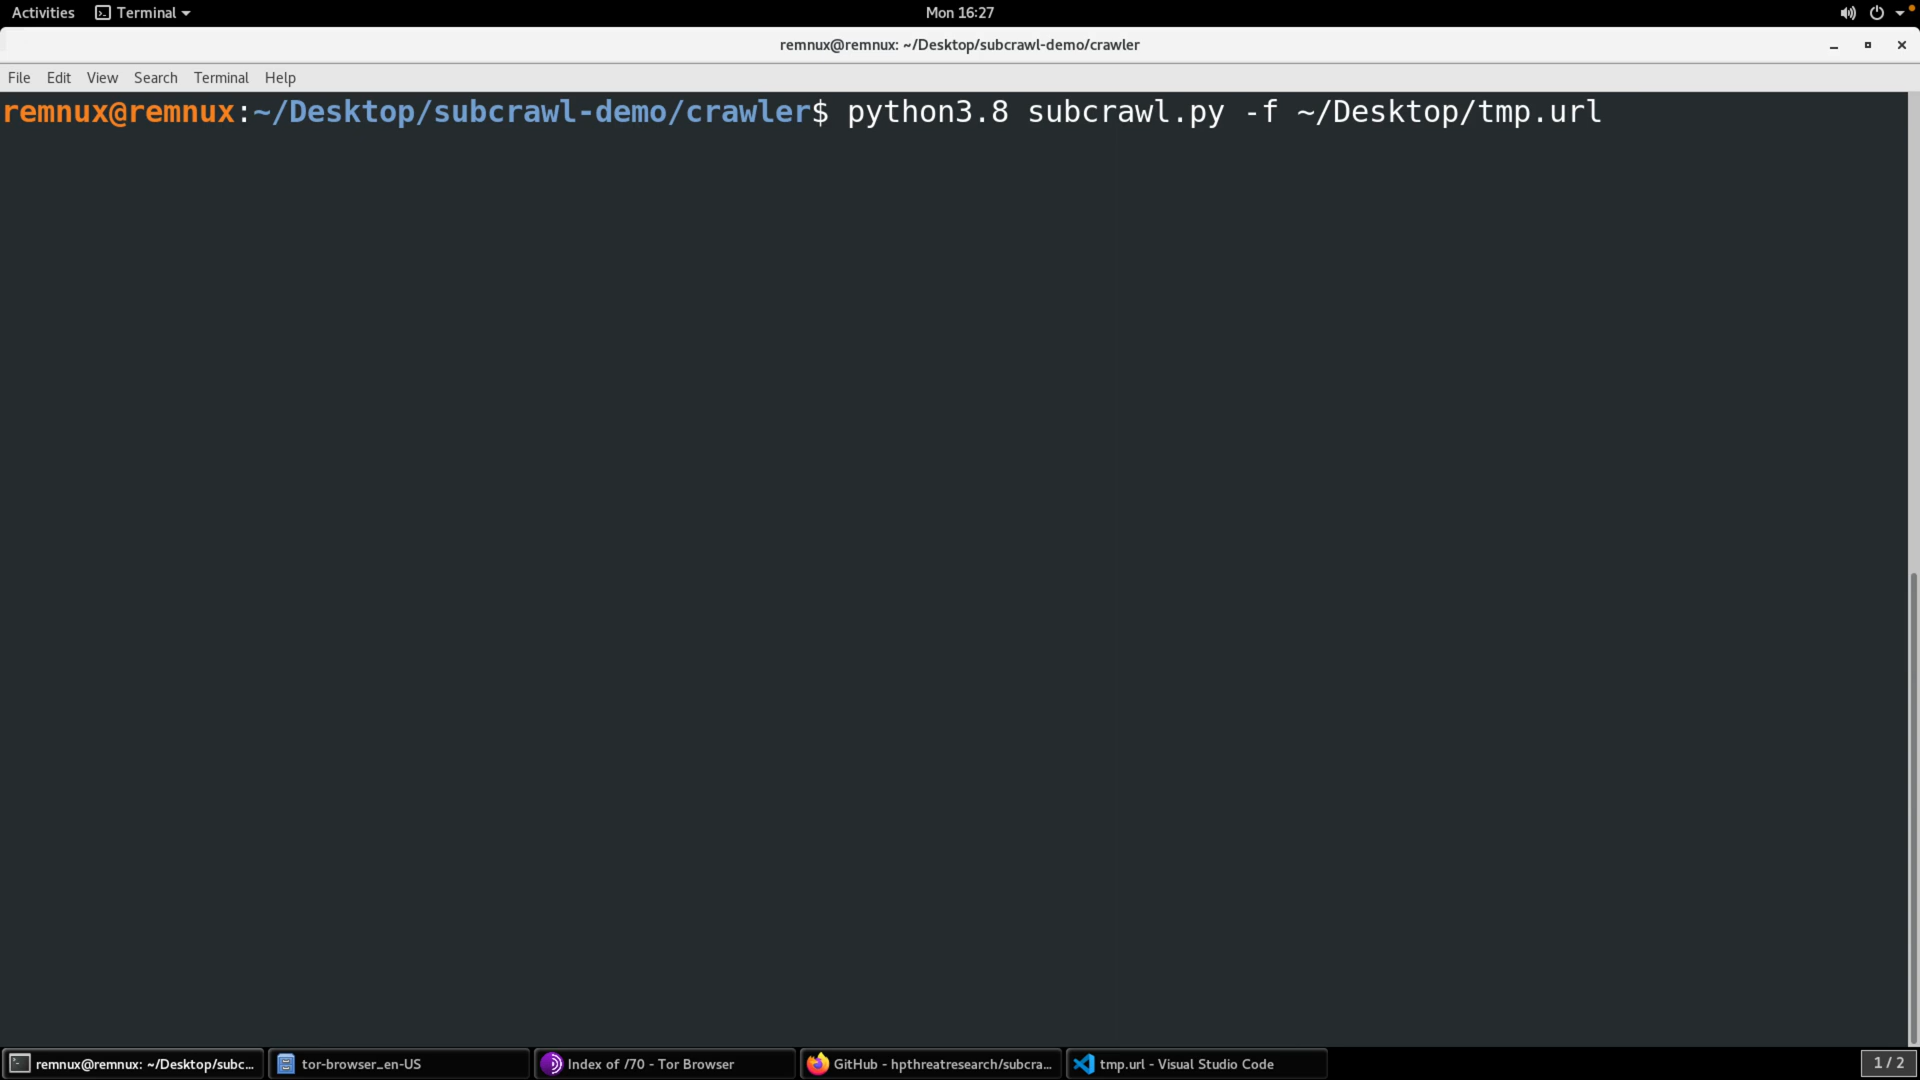 Activities Terminal Mon 16:27
remnux@remnux: ~/Desktop/subcrawl-demo/crawler
File Edit View Search Terminal Help
remnux@remnux:~/Desktop/subcrawl-demo/crawler$ python3.8 subcrawl.py -f ~/Desktop/tmp.url
remnux@remnux: ~/Desktop/subc... tor-browser_en-US Index of /70 - Tor Browser GitHub - hpthreatresearch/subcra... tmp.url - Visual Studio Code 1 / 2